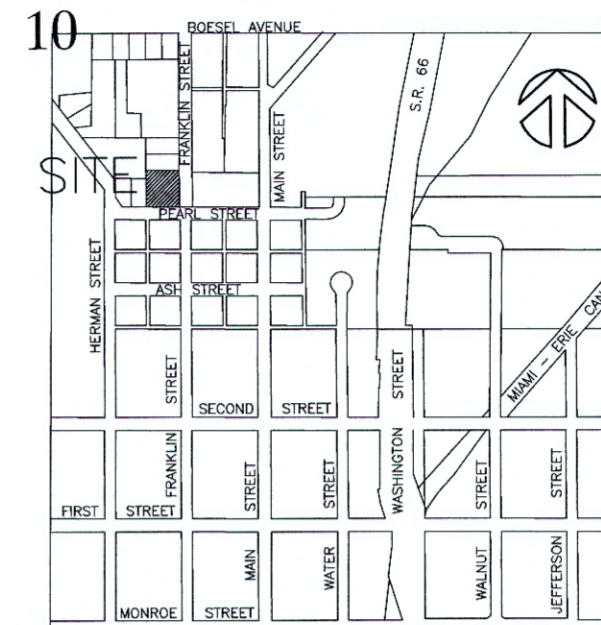 10
BOESEL AVENUE
FRANKLIN STREET
S.R. 66
MAIN STREET
SITE
PEARL STREET
HERMAN STREET
ASH STREET
MIAMI - ERIE CAN
STREET
STREET
SECOND STREET
FRANKLIN
STREET
STREET
WASHINGTON
STREET
STREET
FIRST STREET
MAIN
WATER
WALNUT
JEFFERSON
MONROE STREET